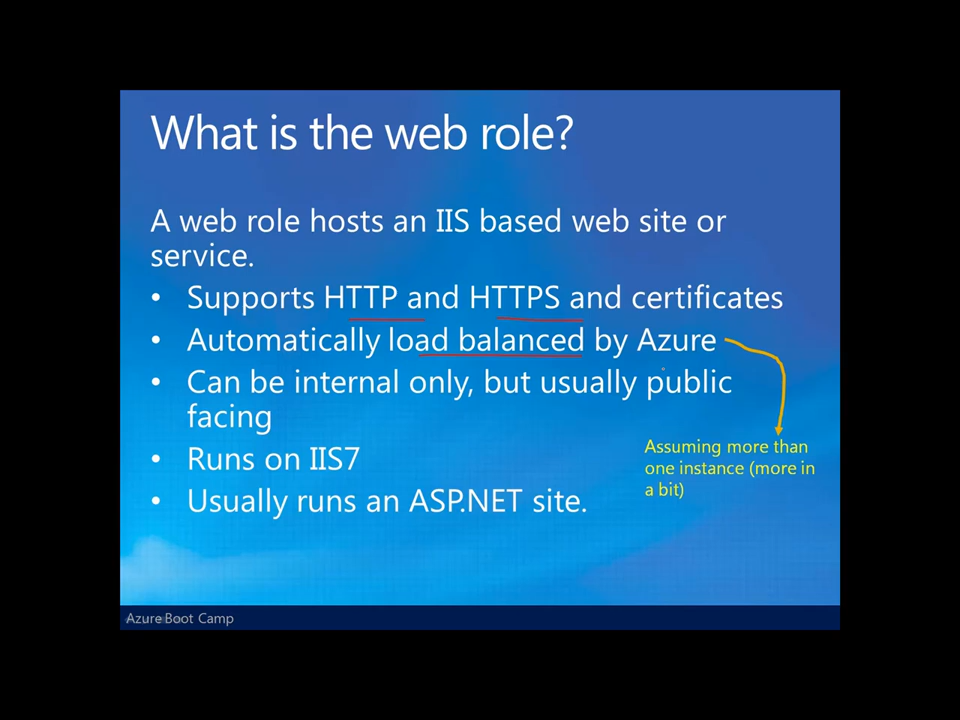 What is the web role?
A web role hosts an IIS based web site or
service.
• Supports HTTP and HTTPS and certificates
• Automatically load balanced by Azure
• Can be internal only, but usually public
facing
• Runs on IIS7
• Usually runs an ASP.NET site.
Assuming more than
one instance (more in
a bit)
Azure Boot Camp